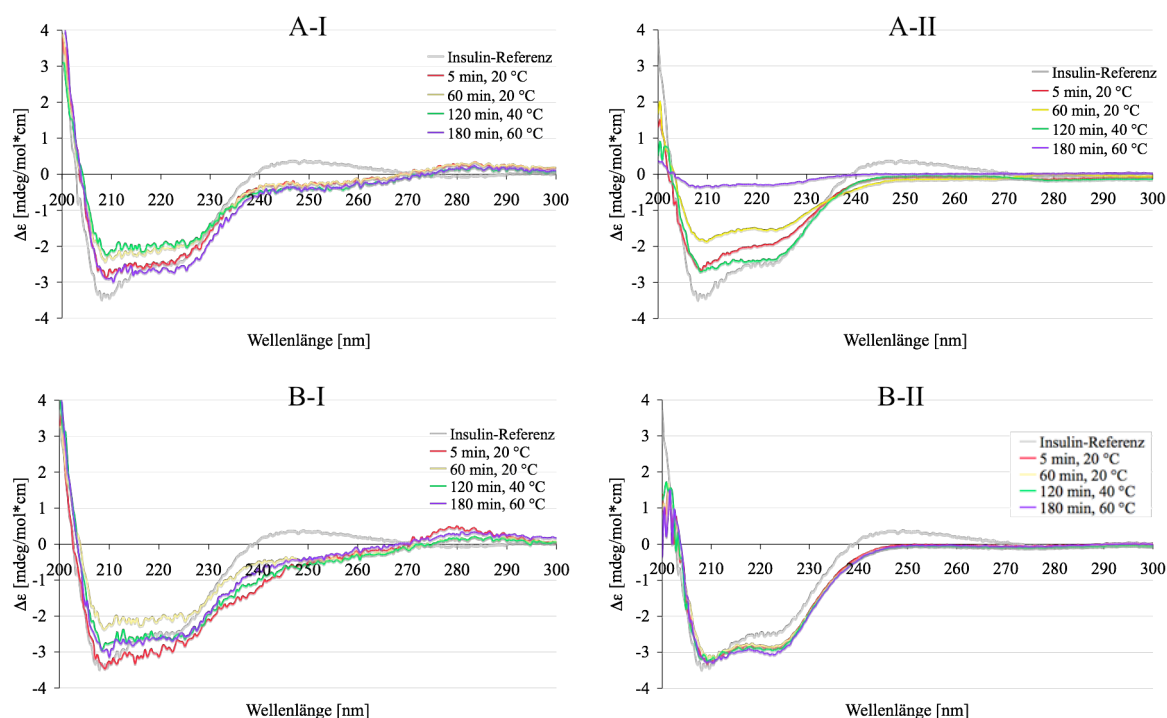 A-I
4
3
2
1
0
-1
-2
-3
-4
200 210 220 230 240 250 260 270 280 290 300
Δε [mdeg/mol*cm]
Wellenlänge [nm]
Insulin-Referenz
5 min, 20 °C
60 min, 20 °C
120 min, 40 °C
180 min, 60 °C
A-II
4
3
2
1
0
-1
-2
-3
-4
200 210 220 230 240 250 260 270 280 290 300
Δε [mdeg/mol*cm]
Wellenlänge [nm]
Insulin-Referenz
5 min, 20 °C
60 min, 20 °C
120 min, 40 °C
180 min, 60 °C
B-I
4
3
2
1
0
-1
-2
-3
-4
200 210 220 230 240 250 260 270 280 290 300
Δε [mdeg/mol*cm]
Wellenlänge [nm]
Insulin-Referenz
5 min, 20 °C
60 min, 20 °C
120 min, 40 °C
180 min, 60 °C
B-II
4
3
2
1
0
-1
-2
-3
-4
200 210 220 230 240 250 260 270 280 290 300
Δε [mdeg/mol*cm]
Wellenlänge [nm]
Insulin-Referenz
5 min, 20 °C
60 min, 20 °C
120 min, 40 °C
180 min, 60 °C